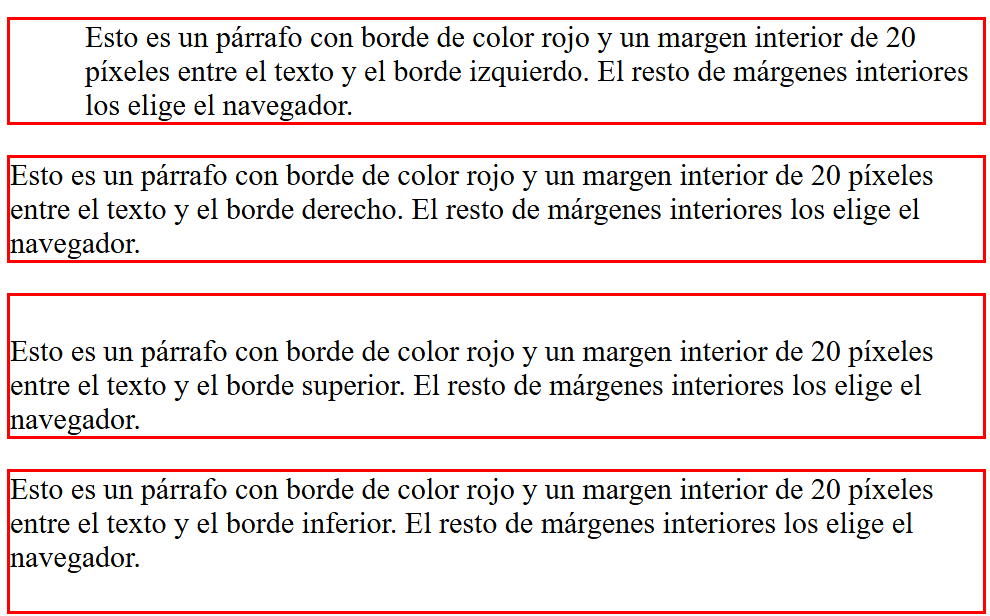 Esto es un párrafo con borde de color rojo y un margen interior de 20
píxeles entre el texto y el borde izquierdo. El resto de márgenes interiores
los elige el navegador.
Esto es un párrafo con borde de color rojo y un margen interior de 20 píxeles
entre el texto y el borde derecho. El resto de márgenes interiores los elige el
navegador.
Esto es un párrafo con borde de color rojo y un margen interior de 20 píxeles
entre el texto y el borde superior. El resto de márgenes interiores los elige el
navegador.
Esto es un párrafo con borde de color rojo y un margen interior de 20 píxeles
entre el texto y el borde inferior. El resto de márgenes interiores los elige el
navegador.